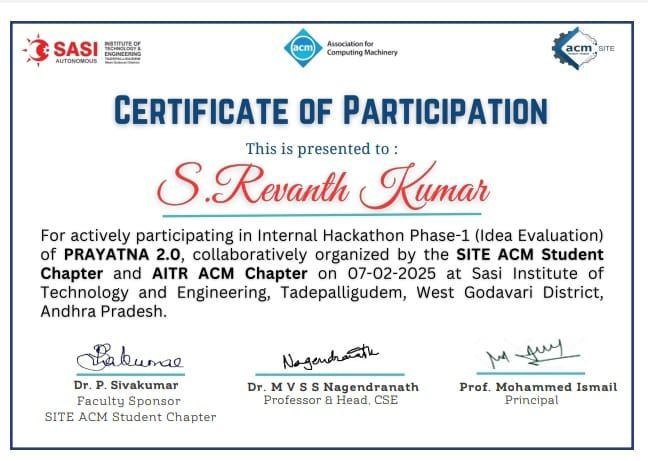 SASI
AUTONOMOUS
INSTITUTE OF
TECHNOLOGY &
ENGINEERING
TADEPALLIGUDEM
West Godavari District
acm
Association for
Computing Machinery
acm
SITE
CERTIFICATE OF PARTICIPATION
This is presented to :
S.Revanth Kumar
For actively participating in Internal Hackathon Phase-1 (Idea Evaluation)
of PRAYATNA 2.0, collaboratively organized by the SITE ACM Student
Chapter and AITR ACM Chapter on 07-02-2025 at Sasi Institute of
Technology and Engineering, Tadepalligudem, West Godavari District,
Andhra Pradesh.
Nagendranath
Dr. P. Sivakumar
Faculty Sponsor
SITE ACM Student Chapter
Dr. M V S S Nagendranath
Professor & Head, CSE
Prof. Mohammed Ismail
Principal